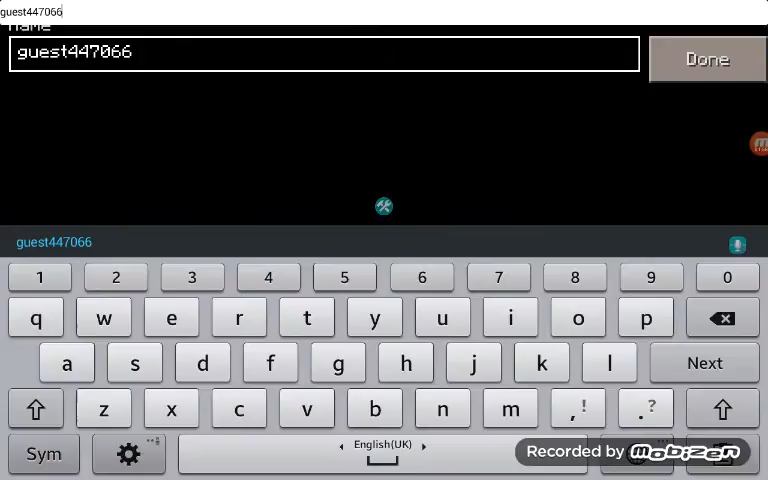 guest447066
Name
guest447066
Done
guest447066
1 2 3 4 5 6 7 8 9 0
q w e r t y u i o p
a s d f g h j k l Next
z x c v b n m ,! .?
Sym English(UK)
Recorded by mobizen